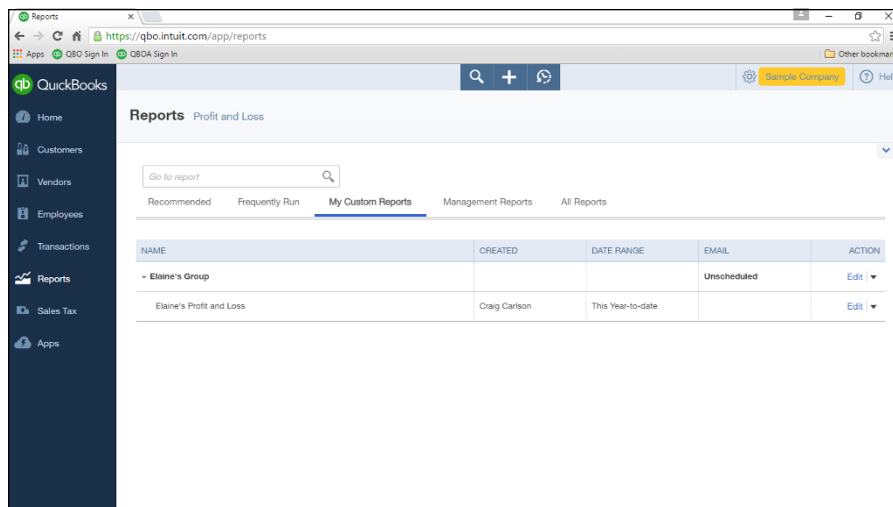 Reports
https://qbo.intuit.com/app/reports
Apps QBO Sign In QBOA Sign In Other bookmar
qb QuickBooks Sample Company ? Hel
Home
Customers
Vendors
Employees
Transactions
Reports
Sales Tax
Apps
Reports Profit and Loss
Go to report
Recommended Frequently Run My Custom Reports Management Reports All Reports
NAME CREATED DATE RANGE EMAIL ACTION
Elaine's Group Unscheduled Edit
Elaine's Profit and Loss Craig Carlson This Year-to-date Edit